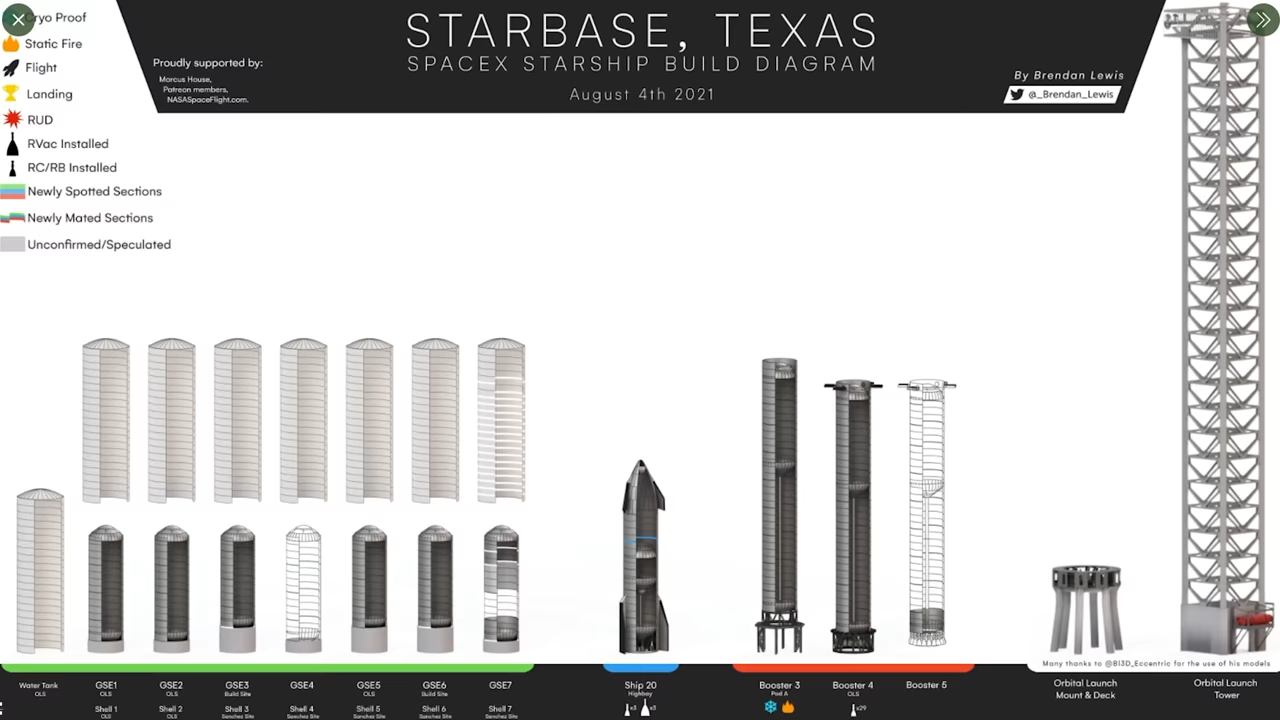 Cryo Proof
Static Fire
Flight
Landing
RUD
RVac Installed
RC/RB Installed
Newly Spotted Sections
Newly Mated Sections
Unconfirmed/Speculated
Proudly supported by:
Marcus House,
Patreon members,
NASASpaceFlight.com.
STARBASE, TEXAS
SPACEX STARSHIP BUILD DIAGRAM
August 4th 2021
By Brendan Lewis
@_Brendan_Lewis
Many thanks to @BI3D_Eccentric for the use of his models
Water Tank
OLS
GSE1
OLS
Shell 1
OLS
GSE2
OLS
Shell 2
OLS
GSE3
Build Site
Shell 3
Sanchez Site
GSE4
Shell 4
Sanchez Site
GSE5
OLS
Shell 5
Sanchez Site
GSE6
Build Site
Shell 6
Sanchez Site
GSE7
Shell 7
Sanchez Site
Ship 20
Highbay
x3 x3
Booster 3
Pad A
Booster 4
OLS
x29
Booster 5
Orbital Launch
Mount & Deck
Orbital Launch
Tower